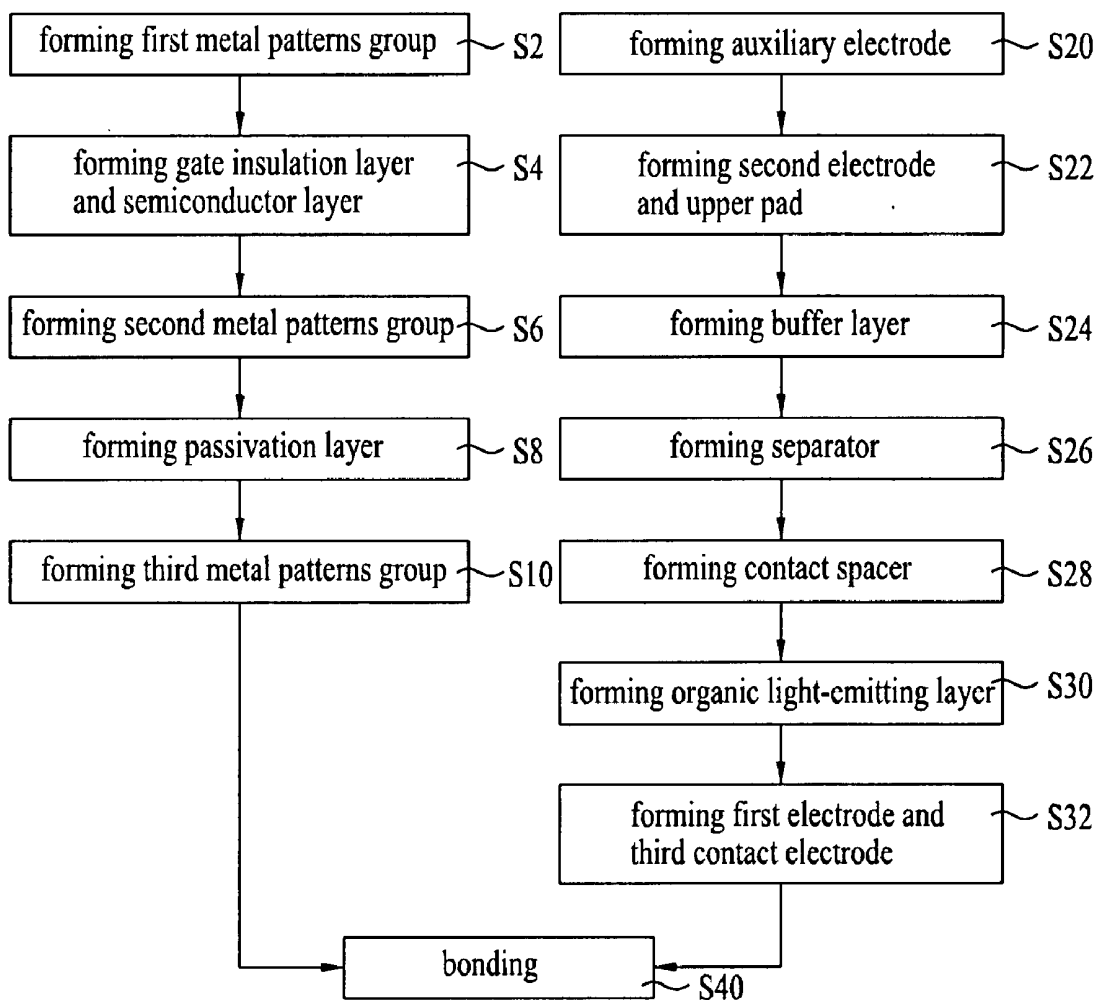 forming first metal patterns group
S2
forming gate insulation layer
and semiconductor layer
S4
forming second metal patterns group
S6
forming passivation layer
S8
forming third metal patterns group
S10
forming auxiliary electrode
S20
forming second electrode
and upper pad
S22
forming buffer layer
S24
forming separator
S26
forming contact spacer
S28
forming organic light-emitting layer
S30
forming first electrode and
third contact electrode
S32
bonding
S40